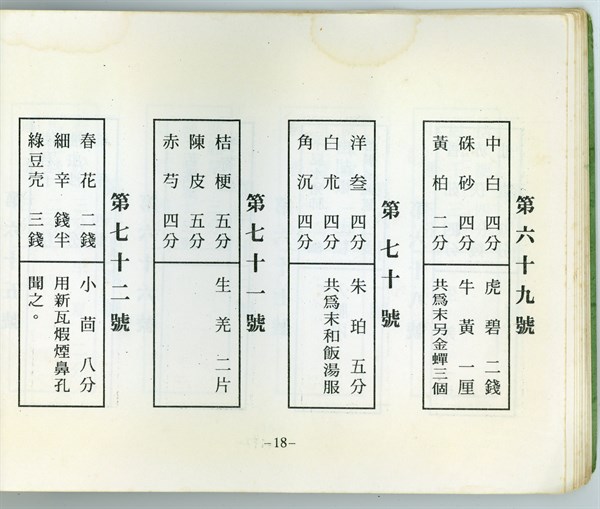 第六十九號
中白四分
硃砂四分
黃柏二分
虎碧二錢
牛黃一厘
共爲末另金蟬三個
第七十號
洋叄四分
白朮四分
角沉四分
朱珀五分
共爲末和飯湯服
第七十一號
桔梗五分
陳皮五分
赤芍四分
生羌二片
第七十二號
春花二錢
細辛錢半
綠豆壳三錢
小茴八分
用新瓦煆煙鼻孔
聞之。
-18-